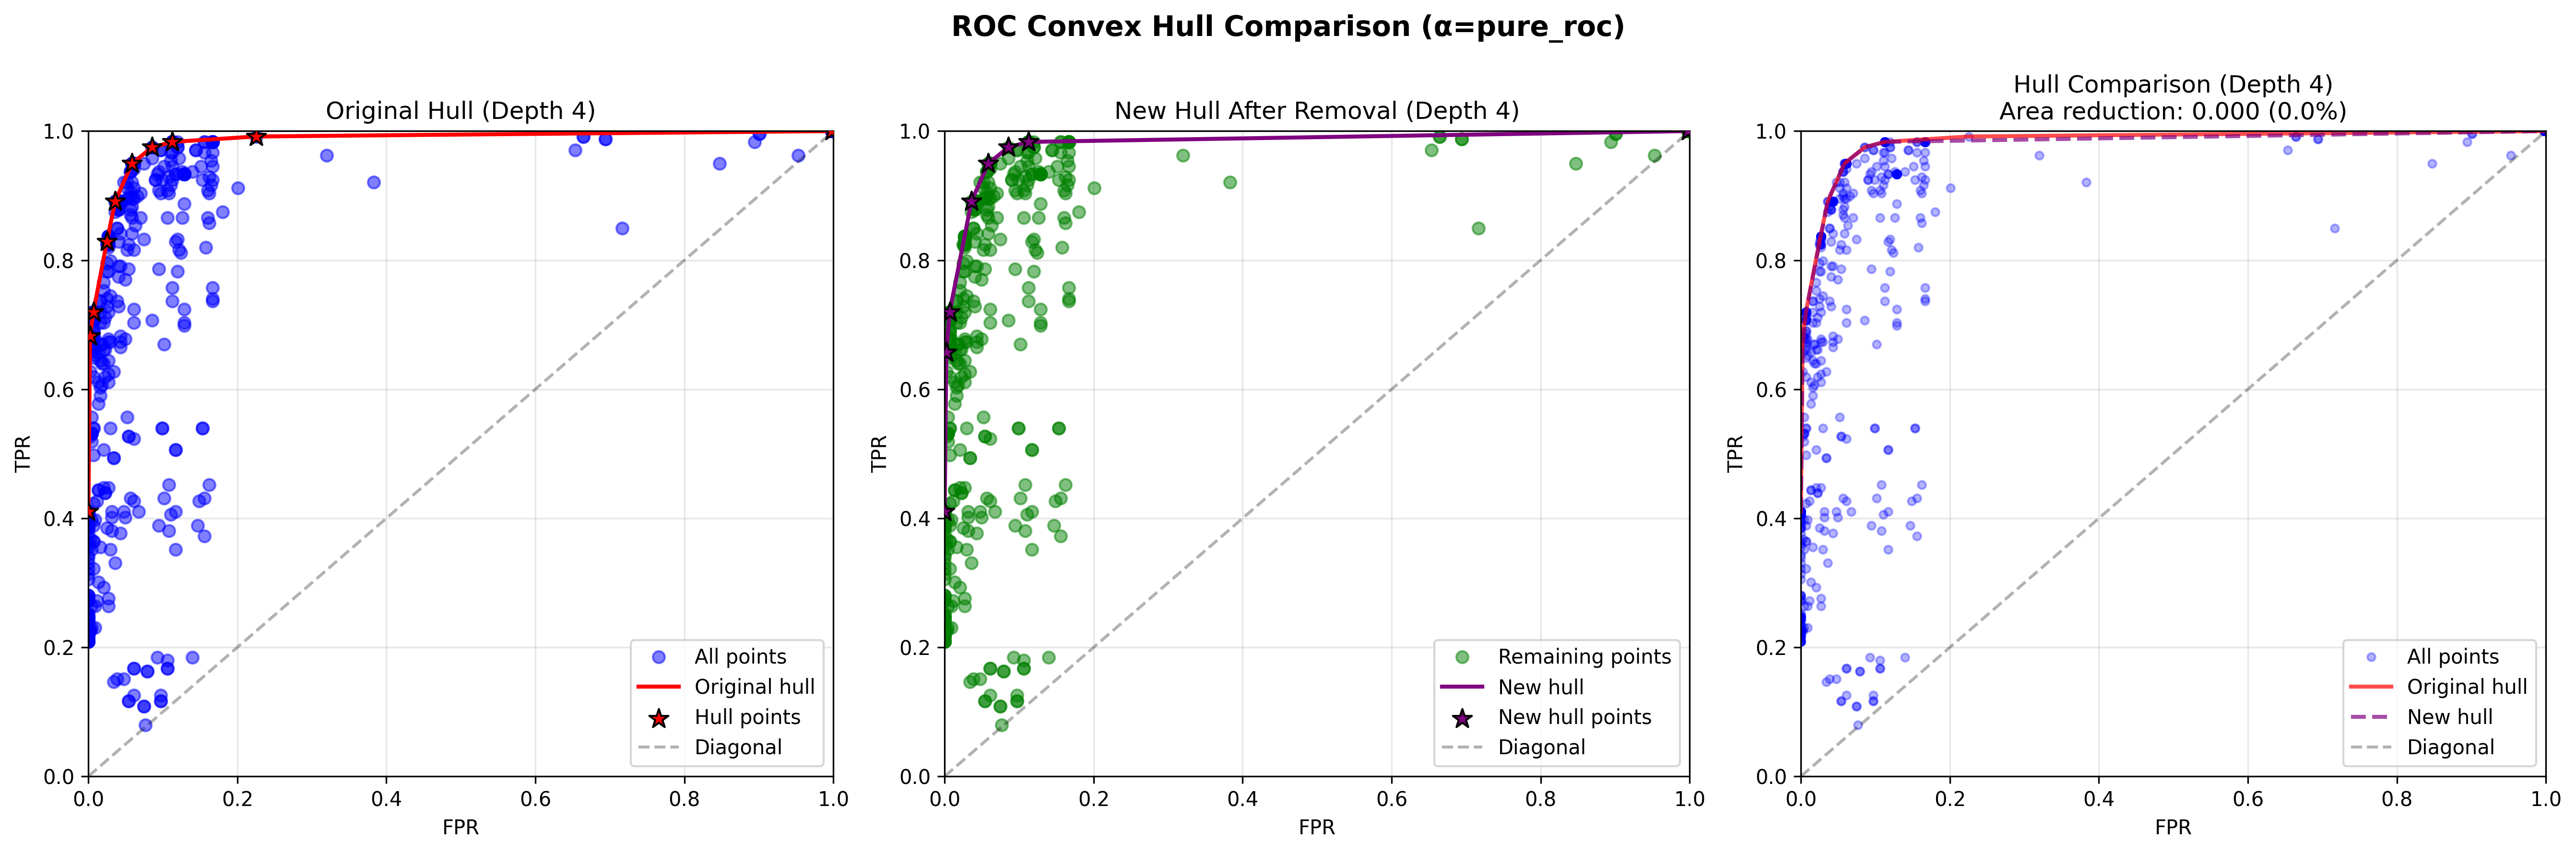 ROC Convex Hull Comparison (α=pure_roc)
Original Hull (Depth 4)
TPR
1.0
0.8
0.6
0.4
0.2
0.0
0.0 0.2 0.4 0.6 0.8 1.0
FPR
All points
Original hull
Hull points
Diagonal
New Hull After Removal (Depth 4)
TPR
1.0
0.8
0.6
0.4
0.2
0.0
0.0 0.2 0.4 0.6 0.8 1.0
FPR
Remaining points
New hull
New hull points
Diagonal
Hull Comparison (Depth 4)
Area reduction: 0.000 (0.0%)
TPR
1.0
0.8
0.6
0.4
0.2
0.0
0.0 0.2 0.4 0.6 0.8 1.0
FPR
All points
Original hull
New hull
Diagonal